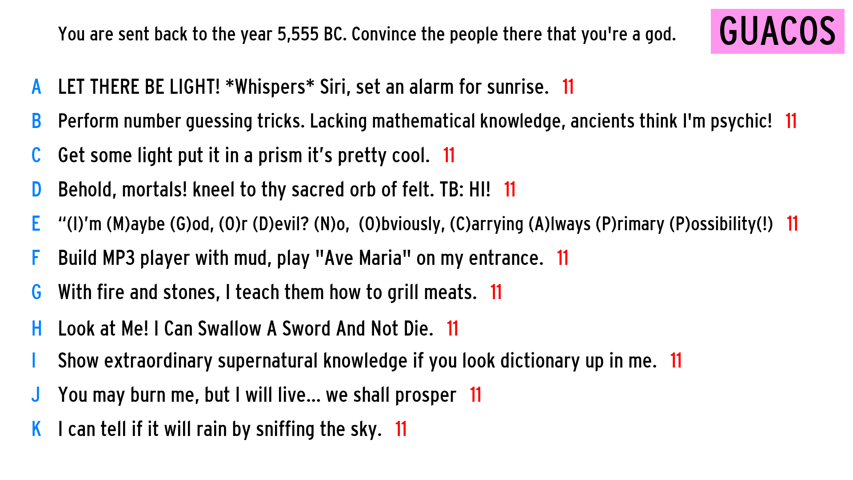 You are sent back to the year 5,555 BC. Convince the people there that you're a god.
GUACOS
A LET THERE BE LIGHT! *Whispers* Siri, set an alarm for sunrise. 11
B Perform number guessing tricks. Lacking mathematical knowledge, ancients think I'm psychic! 11
C Get some light put it in a prism it’s pretty cool. 11
D Behold, mortals! kneel to thy sacred orb of felt. TB: HI! 11
E “(I)’m (M)aybe (G)od, (O)r (D)evil? (N)o, (O)bviously, (C)arrying (A)lways (P)rimary (P)ossibility(!) 11
F Build MP3 player with mud, play "Ave Maria" on my entrance. 11
G With fire and stones, I teach them how to grill meats. 11
H Look at Me! I Can Swallow A Sword And Not Die. 11
I Show extraordinary supernatural knowledge if you look dictionary up in me. 11
J You may burn me, but I will live... we shall prosper 11
K I can tell if it will rain by sniffing the sky. 11